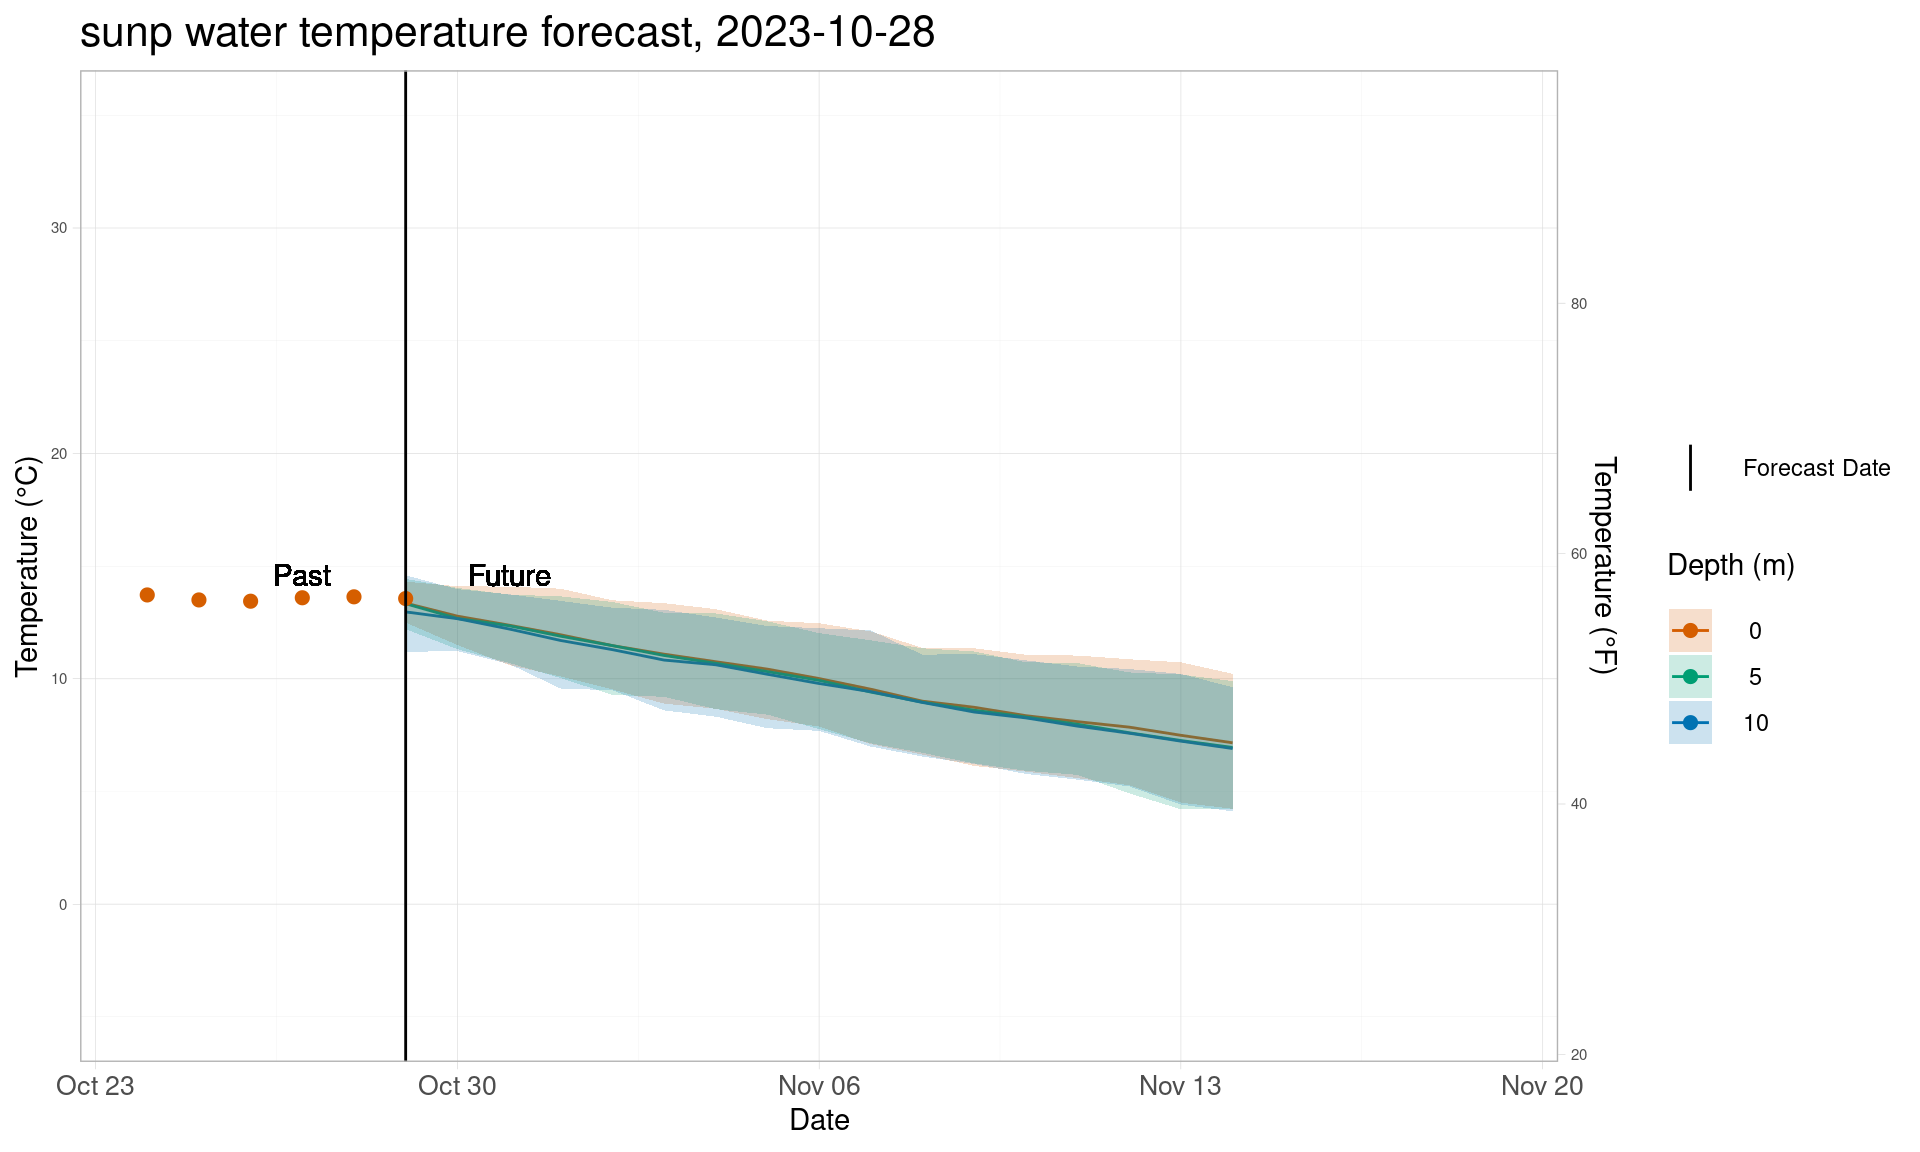 sunp water temperature forecast, 2023-10-28
Temperature (°C)
30
20
10
0
Past
Future
80
60
40
20
Temperature (°F)
Oct 23
Oct 30
Nov 06
Nov 13
Nov 20
Date
Forecast Date
Depth (m)
0
5
10